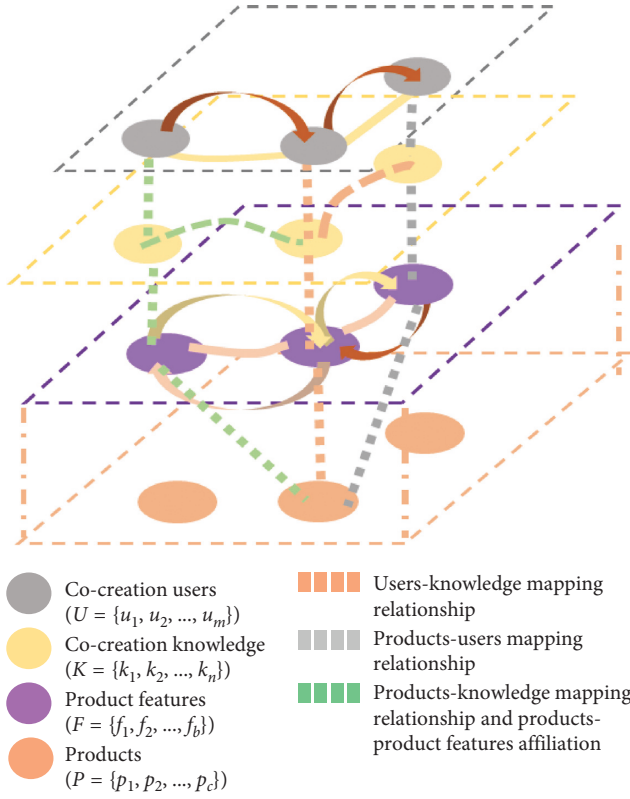 Co-creation users
(U = {u1, u2, ..., um})
Co-creation knowledge
(K = {k1, k2, ..., kn})
Product features
(F = {f1, f2, ..., fb})
Products
(P = {p1, p2, ..., pc})
Users-knowledge mapping
relationship
Products-users mapping
relationship
Products-knowledge mapping
relationship and products-
product features affiliation